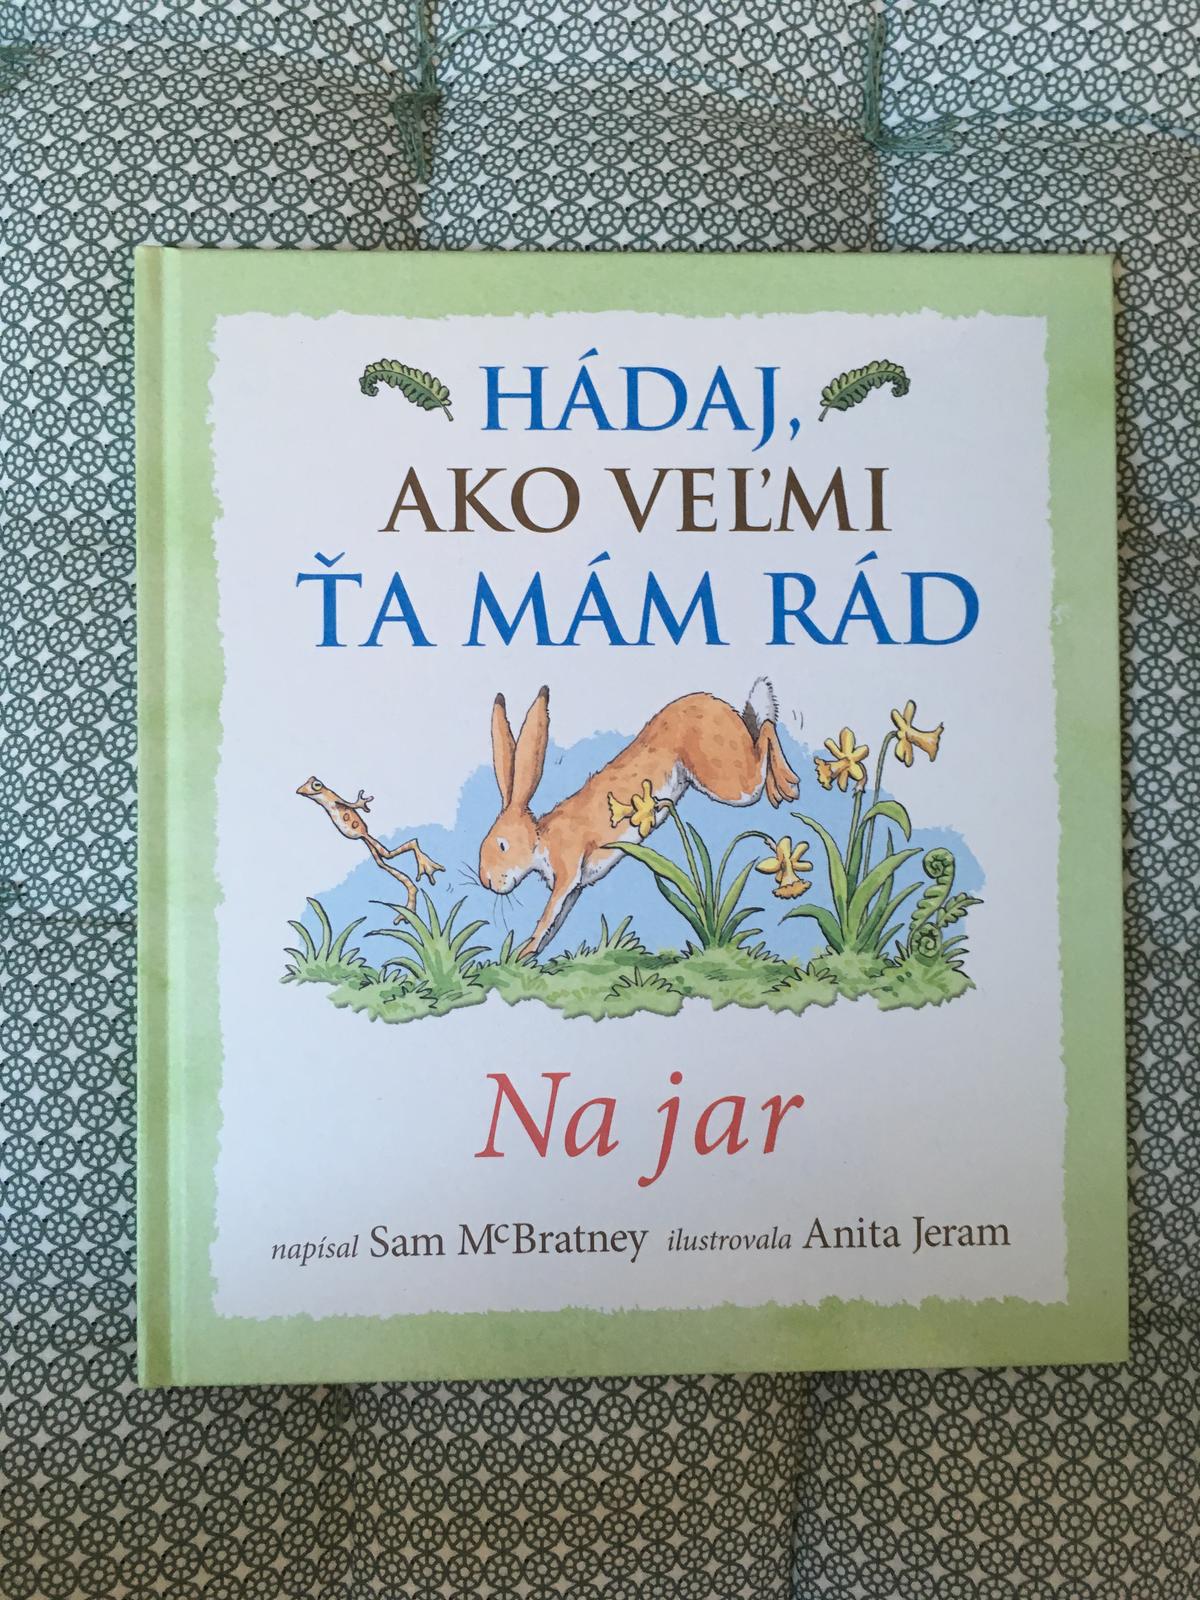 HÁDAJ,
AKO VEĽMI
ŤA MÁM RÁD
Na jar
napísal Sam McBratney ilustrovala Anita Jeram